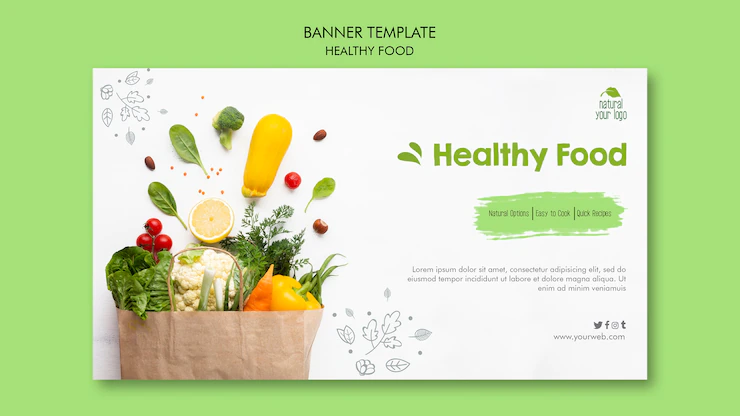 BANNER TEMPLATE
HEALTHY FOOD
natural
your logo
Healthy Food
Natural Options | Easy to Cook | Quick Recipes
Lorem ipsum dolor sit amet, consectetur adipisicing elit, sed do
eiusmod tempor incididunt ut labore et dolore magna aliqua. Ut
enim ad minim veniamuis
www.yourweb.com